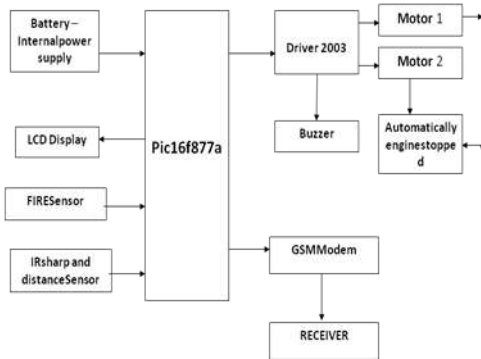 Battery –
Internalpower
supply
LCD Display
FIRESensor
IRsharp and
distanceSensor
Pic16f877a
Driver 2003
Buzzer
Motor 1
Motor 2
Automatically
enginestoppe
d
GSMModem
RECEIVER